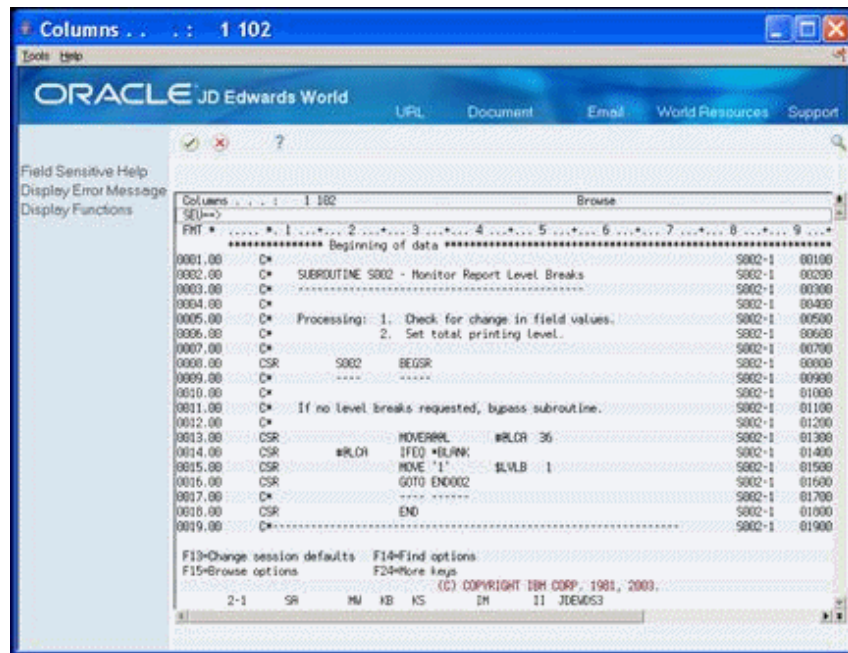 Columns . . . : 1 102
Tools Help
ORACLE JD Edwards World
URL Document Email World Resources Support
?
Field Sensitive Help
Display Error Message
Display Functions
Columns . . . : 1 102 Browse
SEU==>
FMT * ..... *. 1 ...+... 2 ...+... 3 ...+... 4 ...+... 5 ...+... 6 ...+... 7 ...+... 8 ...+... 9 ...+
*************** Beginning of data ***************
0001.00 C* S002-1 00100
0002.00 C* SUBROUTINE S002 - Monitor Report Level Breaks S002-1 00200
0003.00 C* ------------------------------------------- S002-1 00300
0004.00 C* S002-1 00400
0005.00 C* Processing: 1. Check for change in field values. S002-1 00500
0006.00 C* 2. Set total printing level. S002-1 00600
0007.00 C* S002-1 00700
0008.00 CSR S002 BEGSR S002-1 00800
0009.00 C* ---- ----- S002-1 00900
0010.00 C* S002-1 01000
0011.00 C* If no level breaks requested, bypass subroutine. S002-1 01100
0012.00 C* S002-1 01200
0013.00 CSR 36 S002-1 01300
0014.00 CSR IFEQ *BLANK S002-1 01400
0015.00 CSR MOVE '1' $LVLB 1 S002-1 01500
0016.00 CSR GOTO END002 S002-1 01600
0017.00 C* ---- ------ S002-1 01700
0018.00 CSR END S002-1 01800
0019.00 C*------------------------------------------------------------- S002-1 01900
F13=Change session defaults F14=Find options
F15=Browse options F24=More keys
(C) COPYRIGHT IBM CORP. 1981, 2003.
2-1 SA MW KB KS IM II JDEWDS3